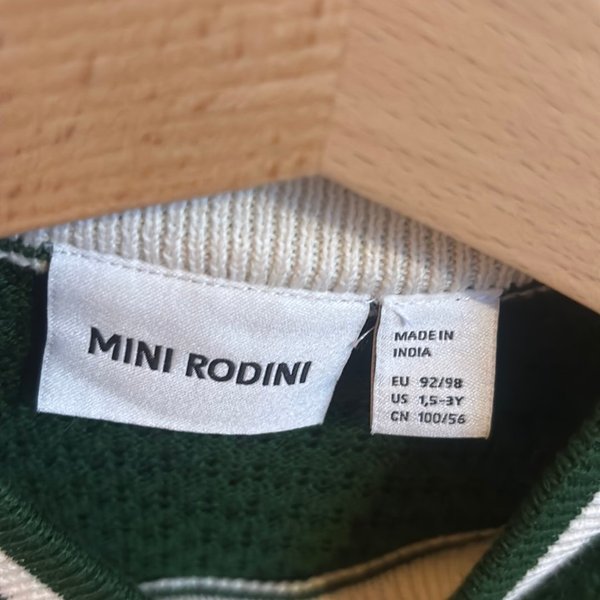 MINI RODINI
MADE IN
INDIA
EU 92/98
US 1,5-3Y
CN 100/56